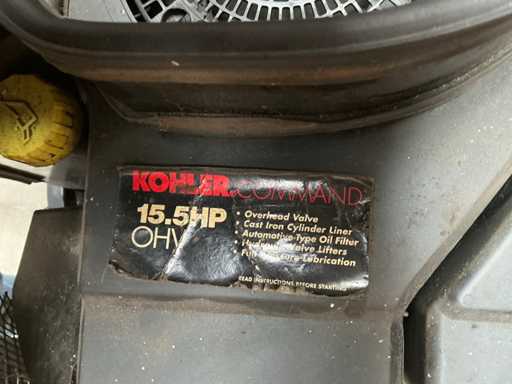 KOHLER COMMAND
15.5HP
OHV
• Overhead Valve
• Cast Iron Cylinder Liner
• Automotive-Type Oil Filter
• Valve Lifters
• Lubrication
READ INSTRUCTIONS BEFORE STARTING